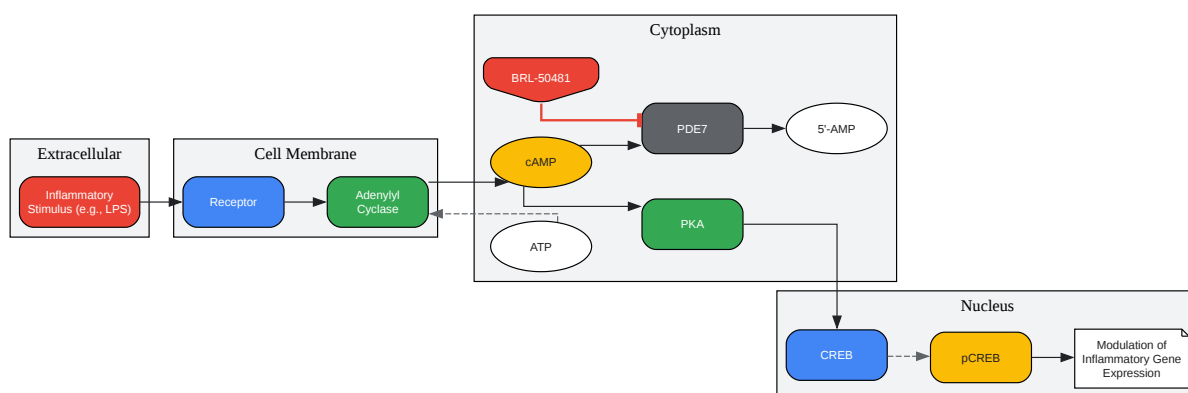 Cytoplasm
BRL-50481
PDE7
5'-AMP
Extracellular
Cell Membrane
cAMP
Inflammatory
Stimulus (e.g., LPS)
Receptor
Adenylyl
Cyclase
PKA
ATP
Nucleus
CREB
pCREB
Modulation of
Inflammatory Gene
Expression